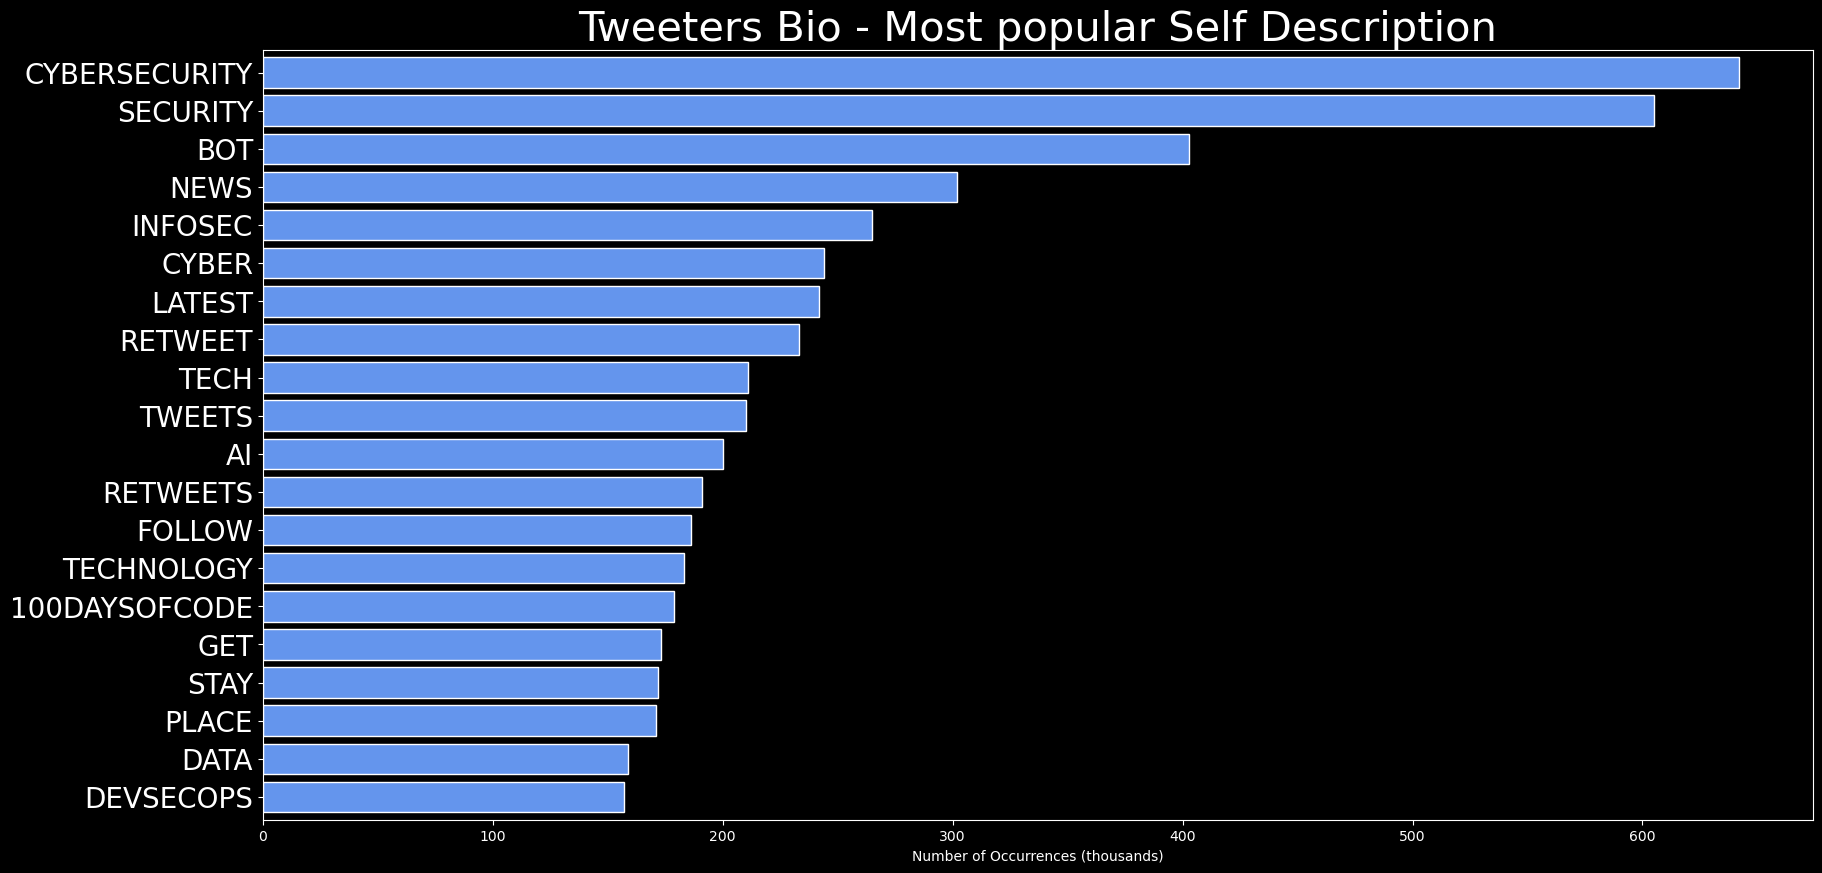 Tweeters Bio - Most popular Self Description
CYBERSECURITY
SECURITY
BOT
NEWS
INFOSEC
CYBER
LATEST
RETWEET
TECH
TWEETS
AI
RETWEETS
FOLLOW
TECHNOLOGY
100DAYSOFCODE
GET
STAY
PLACE
DATA
DEVSECOPS
0 100 200 300 400 500 600
Number of Occurrences (thousands)